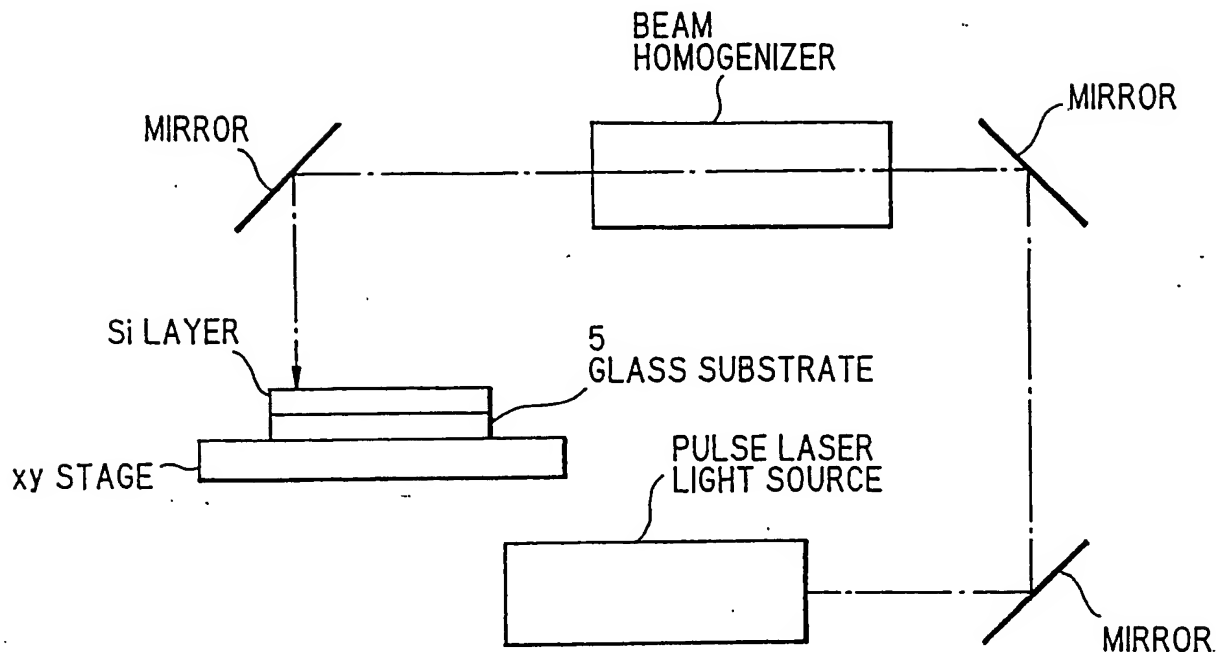 BEAM
HOMOGENIZER
MIRROR
MIRROR
Si LAYER
5
GLASS SUBSTRATE
xy STAGE
PULSE LASER
LIGHT SOURCE
MIRROR